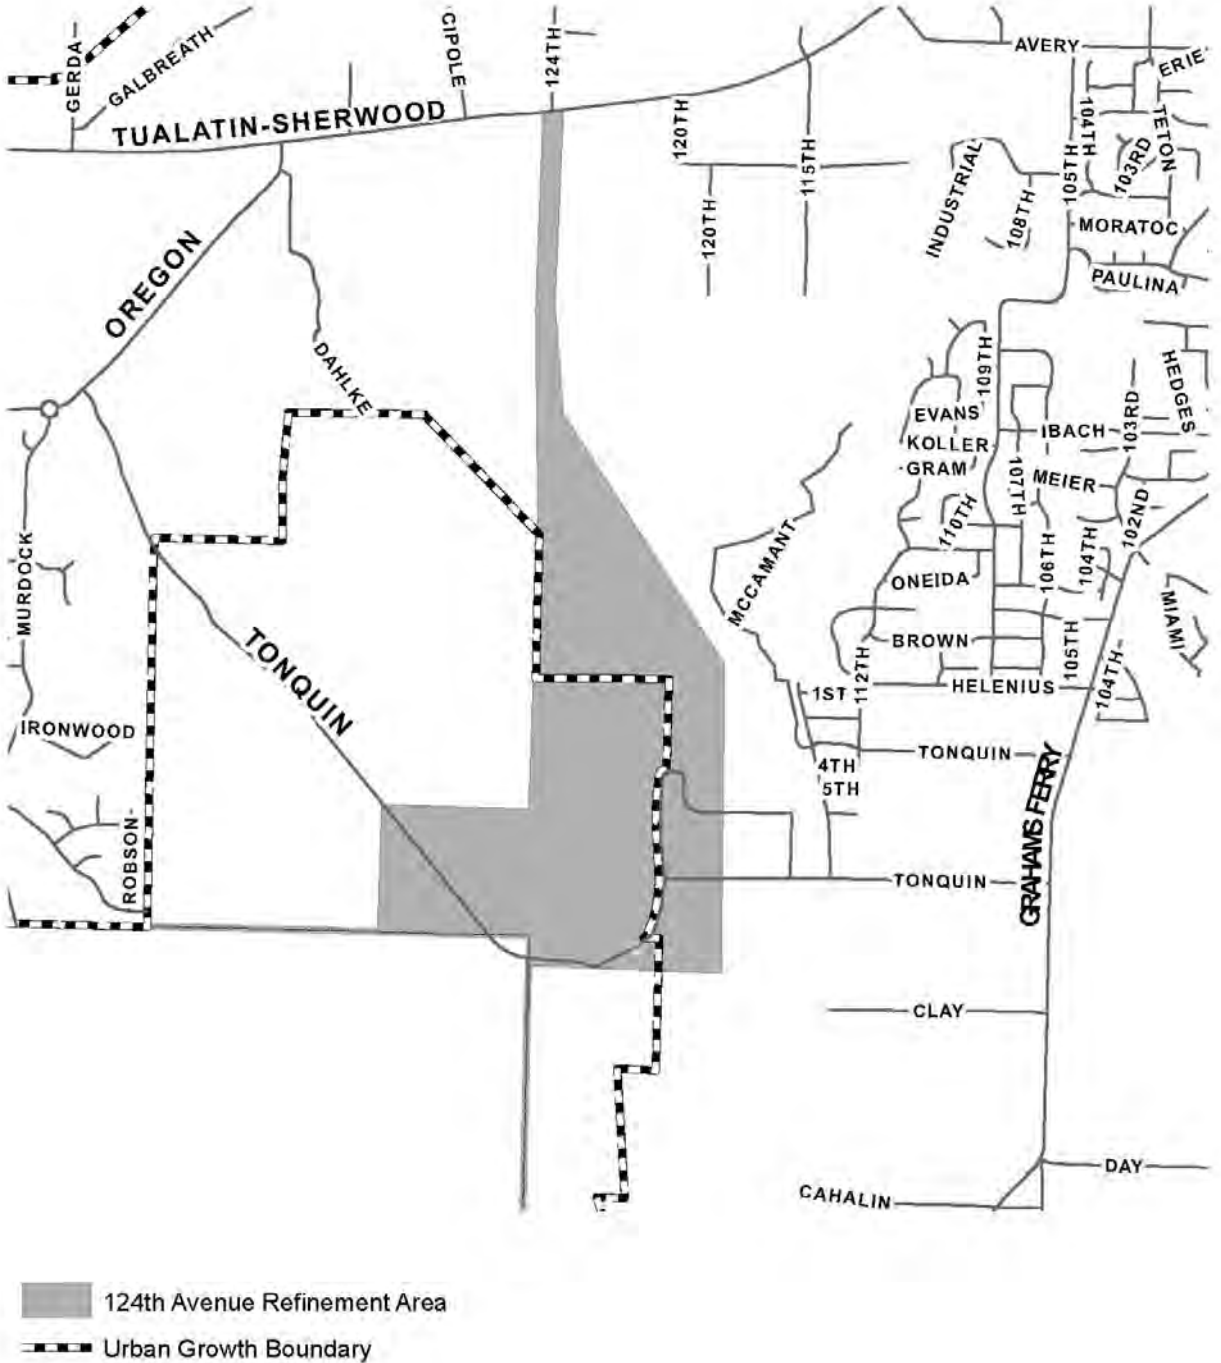 GERDA
GALBREATH
CIPOLE
124TH
AVERY
ERIE
TUALATIN-SHERWOOD
120TH
115TH
105TH
104TH
103RD
TETON
INDUSTRIAL
108TH
120TH
MORATOC
PAULINA
OREGON
DAHLKE
109TH
HEDGES
EVANS
KOLLER
GRAM
IBACH
103RD
107TH
MEIER
102ND
110TH
MURDOCK
MCCAMANT
ONEIDA
106TH
104TH
MIAMI
TONQUIN
BROWN
105TH
112TH
1ST
HELENIUS
104TH
IRONWOOD
TONQUIN
4TH
5TH
GRAHAMS FERRY
ROBSON
TONQUIN
CLAY
DAY
CAHALIN
124th Avenue Refinement Area
Urban Growth Boundary